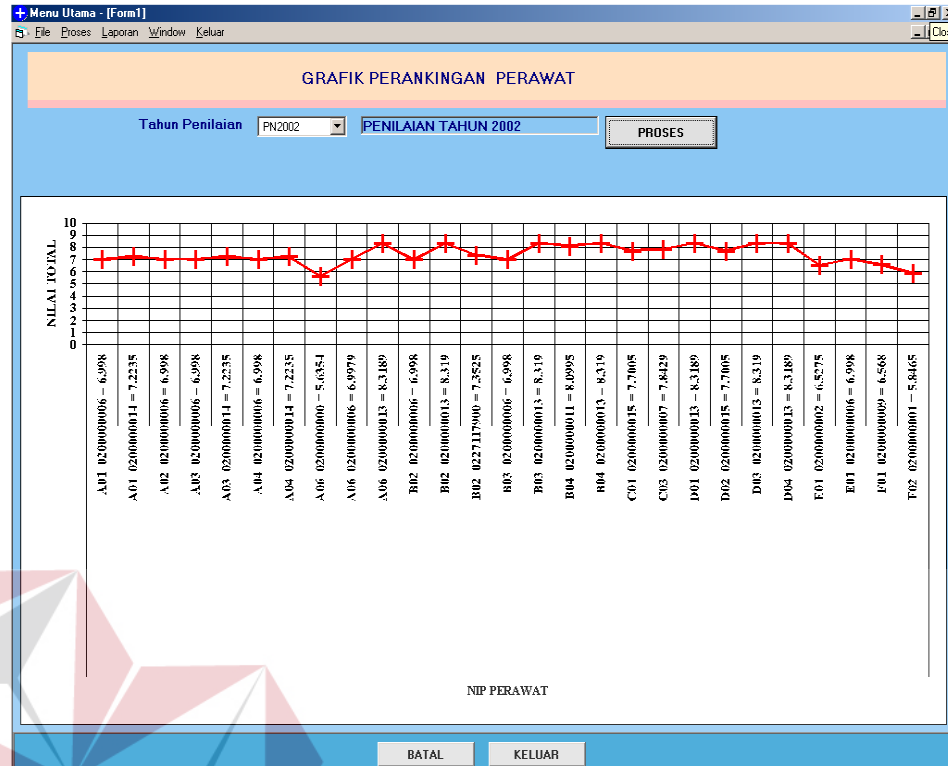 Menu Utama - [Form1]
File Proses Laporan Window Keluar
Clo
GRAFIK PERANKINGAN PERAWAT
Tahun Penilaian PN2002 PENILAIAN TAHUN 2002 PROSES
NILAI TOTAL
10
9
8
7
6
5
4
3
2
1
0
A01 0200000006 = 6.998
A01 0200000014 = 7.2235
A02 0200000006 = 6.998
A03 0200000006 = 6.998
A03 0200000014 = 7.2235
A04 0200000006 = 6.998
A04 0200000014 = 7.2235
A06 0200000000 = 5.6354
A06 0200000006 = 6.9979
A06 0200000013 = 8.3189
B02 0200000006 = 6.998
B02 0200000013 = 8.319
B02 0227117900 = 7.3525
B03 0200000006 = 6.998
B03 0200000013 = 8.319
B04 0200000011 = 8.0995
B04 0200000013 = 8.319
C01 0200000015 = 7.7005
C03 0200000007 = 7.8429
D01 0200000013 = 8.3189
D02 0200000015 = 7.7005
D03 0200000013 = 8.319
D04 0200000013 = 8.3189
E01 0200000002 = 6.5275
E01 0200000006 = 6.998
F01 0200000009 = 6.568
F02 0200000001 = 5.8465
NIP PERAWAT
BATAL KELUAR